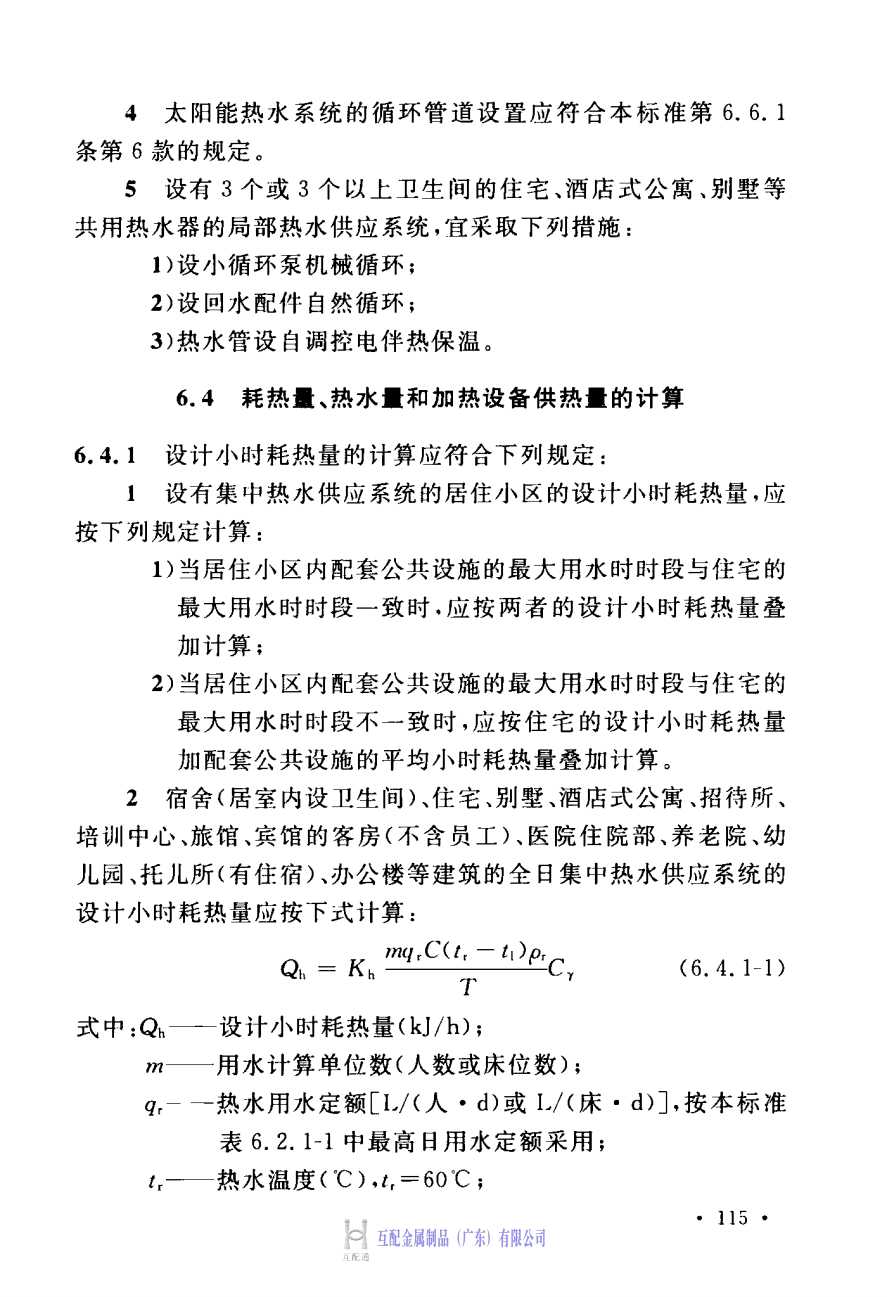 4 太阳能热水系统的循环管道设置应符合本标准第 6.6.1
条第 6 款的规定。
5 设有 3 个或 3 个以上卫生间的住宅、酒店式公寓、别墅等
共用热水器的局部热水供应系统,宜采取下列措施:
1)设小循环泵机械循环;
2)设回水配件自然循环;
3)热水管设自调控电伴热保温。
6.4 耗热量、热水量和加热设备供热量的计算
6.4.1 设计小时耗热量的计算应符合下列规定:
1 设有集中热水供应系统的居住小区的设计小时耗热量,应
按下列规定计算:
1)当居住小区内配套公共设施的最大用水时时段与住宅的
最大用水时时段一致时,应按两者的设计小时耗热量叠
加计算;
2)当居住小区内配套公共设施的最大用水时时段与住宅的
最大用水时时段不一致时,应按住宅的设计小时耗热量
加配套公共设施的平均小时耗热量叠加计算。
2 宿舍(居室内设卫生间)、住宅、别墅、酒店式公寓、招待所、
培训中心、旅馆、宾馆的客房(不含员工)、医院住院部、养老院、幼
儿园、托儿所(有住宿)、办公楼等建筑的全日集中热水供应系统的
设计小时耗热量应按下式计算:
Qh = Kh mqrC(tr − tl)ρr / T Cγ (6.4.1-1)
式中:Qh——设计小时耗热量(kJ/h);
m——用水计算单位数(人数或床位数);
qr——热水用水定额[L/(人·d)或 L/(床·d)],按本标准
表 6.2.1-1 中最高日用水定额采用;
tr——热水温度(℃),tr=60℃;
· 115 ·
互配金属制品(广东)有限公司
互配通